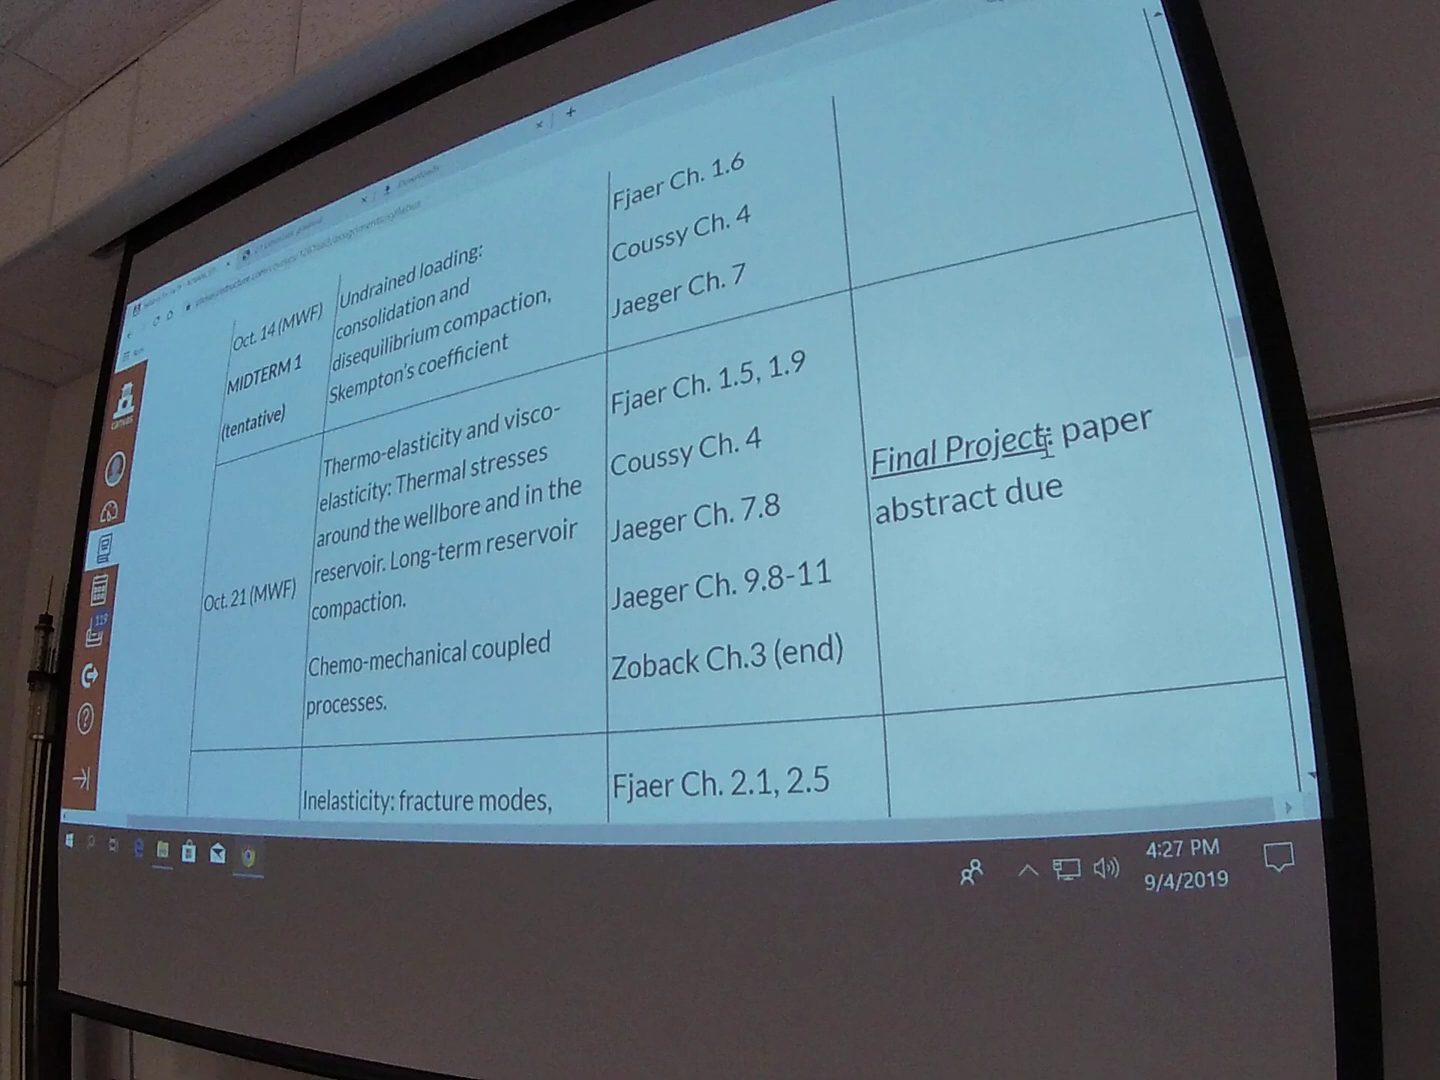 Downloads
Oct. 14 (MWF)
MIDTERM 1
(tentative)
Undrained loading:
consolidation and
disequilibrium compaction,
Skempton's coefficient
Fjaer Ch. 1.6
Coussy Ch. 4
Jaeger Ch. 7
Oct. 21 (MWF)
Thermo-elasticity and visco-
elasticity: Thermal stresses
around the wellbore and in the
reservoir. Long-term reservoir
compaction.
Chemo-mechanical coupled
processes.
Fjaer Ch. 1.5, 1.9
Coussy Ch. 4
Jaeger Ch. 7.8
Jaeger Ch. 9.8-11
Zoback Ch.3 (end)
Final Project: paper
abstract due
Inelasticity: fracture modes,
Fjaer Ch. 2.1, 2.5
canvas
119
4:27 PM
9/4/2019